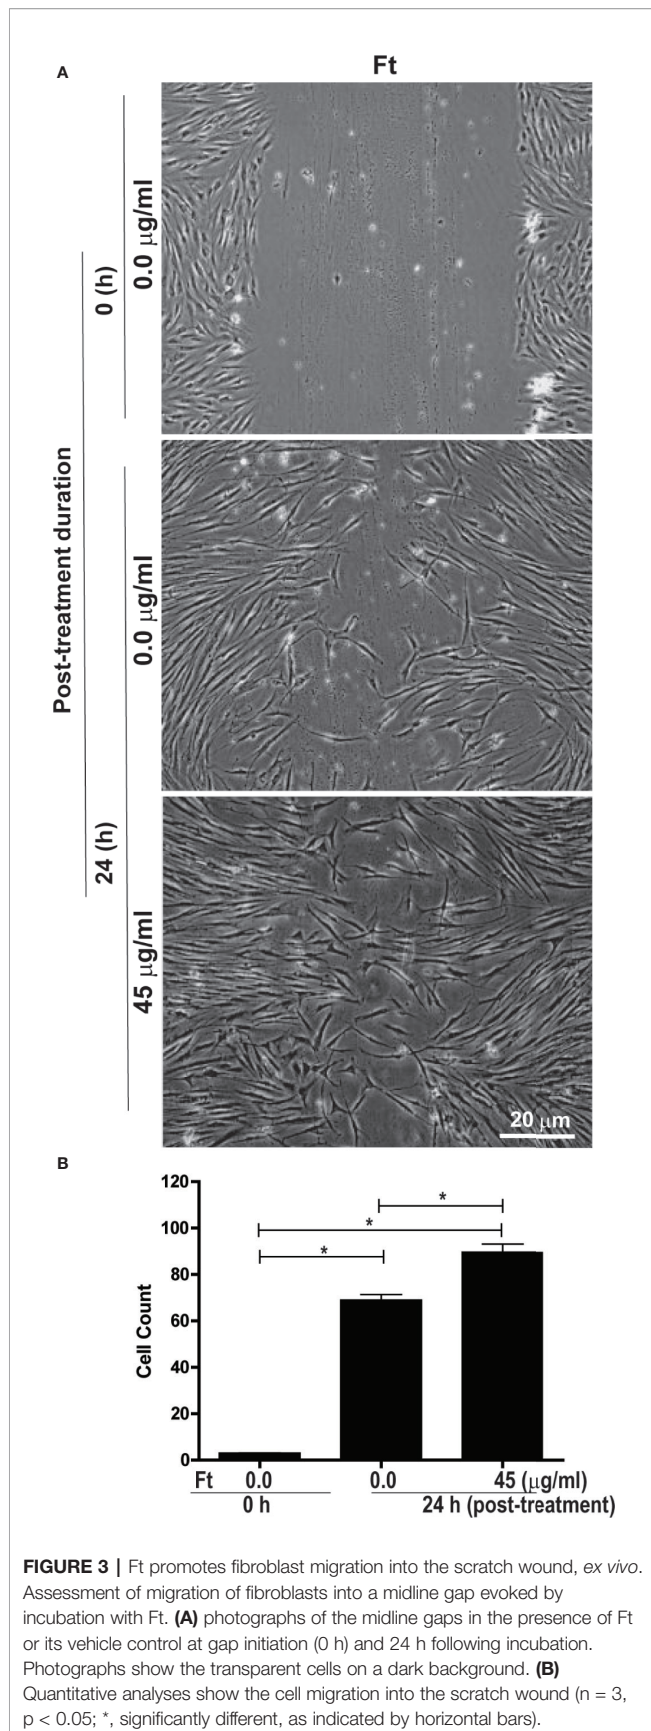 A
Ft
Post-treatment duration
0 (h)
0.0 µg/ml
24 (h)
0.0 µg/ml
45 µg/ml
20 µm
B
Cell Count
120
100
80
60
40
20
0
*
*
*
Ft 0.0 0.0 45 (µg/ml)
0 h 24 h (post-treatment)
FIGURE 3 | Ft promotes fibroblast migration into the scratch wound, ex vivo.
Assessment of migration of fibroblasts into a midline gap evoked by
incubation with Ft. (A) photographs of the midline gaps in the presence of Ft
or its vehicle control at gap initiation (0 h) and 24 h following incubation.
Photographs show the transparent cells on a dark background. (B)
Quantitative analyses show the cell migration into the scratch wound (n = 3,
p < 0.05; *, significantly different, as indicated by horizontal bars).